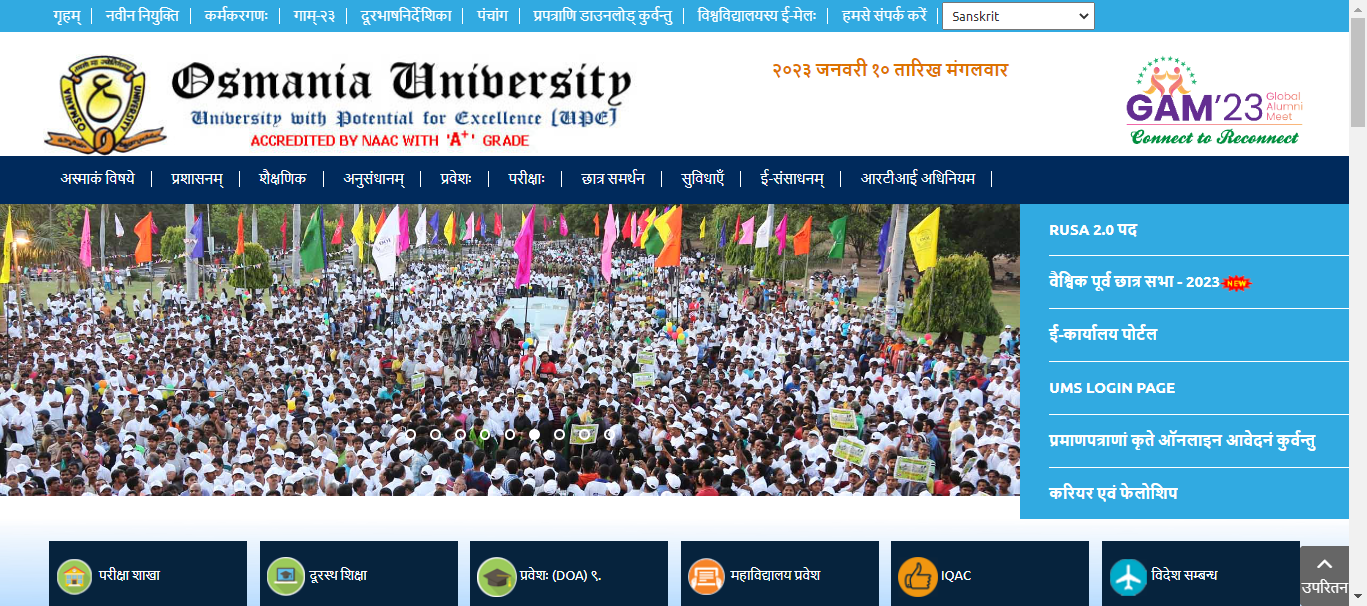 गृहम् नवीन नियुक्ति कर्मकरगणः गाम्-२३ दूरभाषनिर्देशिका पंचांग प्रपत्राणि डाउनलोड् कुर्वन्तु विश्वविद्यालयस्य ई-मेलः हमसे संपर्क करें Sanskrit
Osmania University
University with Potential for Excellence (UPE)
ACCREDITED BY NAAC WITH 'A+' GRADE
२०२३ जनवरी १० तारिख मंगलवार
GAM'23 Global Alumni Meet
Connect to Reconnect
अस्माकं विषये प्रशासनम् शैक्षणिक अनुसंधानम् प्रवेशः परीक्षाः छात्र समर्थन सुविधाएँ ई-संसाधनम् आरटीआई अधिनियम
RUSA 2.0 पद
वैश्विक पूर्व छात्र सभा - 2023 NEW
ई-कार्यालय पोर्टल
UMS LOGIN PAGE
प्रमाणपत्राणां कृते ऑनलाइन आवेदनं कुर्वन्तु
करियर एवं फेलोशिप
परीक्षा शाखा दूरस्थ शिक्षा प्रवेशः (DOA) ९. महाविद्यालय प्रवेश IQAC विदेश सम्बन्ध
उपरितन